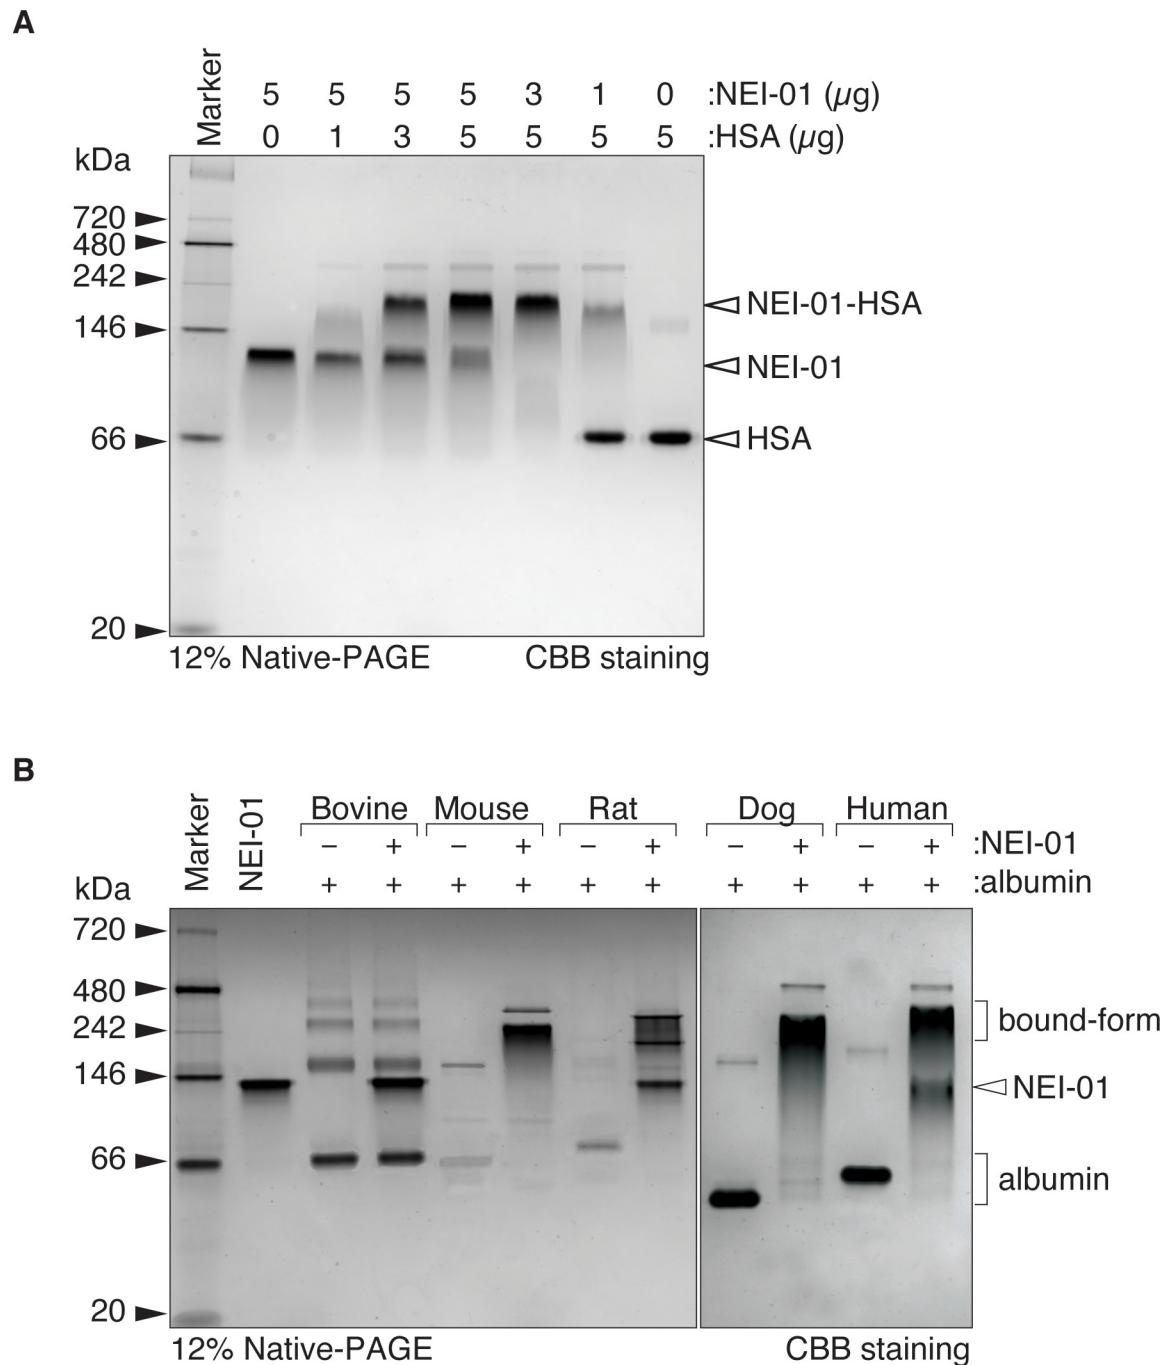 A
Marker
5 5 5 5 3 1 0 :NEI-01 (µg)
0 1 3 5 5 5 5 :HSA (µg)
kDa
720
480
242
146
66
20
NEI-01-HSA
NEI-01
HSA
12% Native-PAGE CBB staining
B
Marker
NEI-01
Bovine Mouse Rat Dog Human
− + − + − + − + − + :NEI-01
+ + + + + + + + + + :albumin
kDa
720
480
242
146
66
20
bound-form
NEI-01
albumin
12% Native-PAGE CBB staining